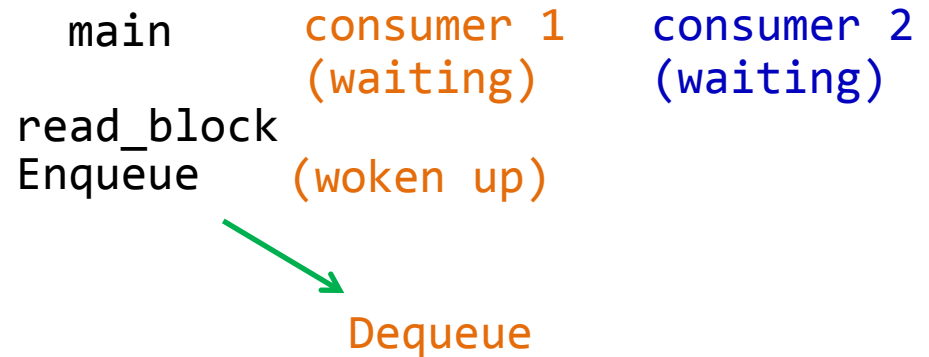 main consumer 1 consumer 2
(waiting) (waiting)
read_block
Enqueue (woken up)
Dequeue